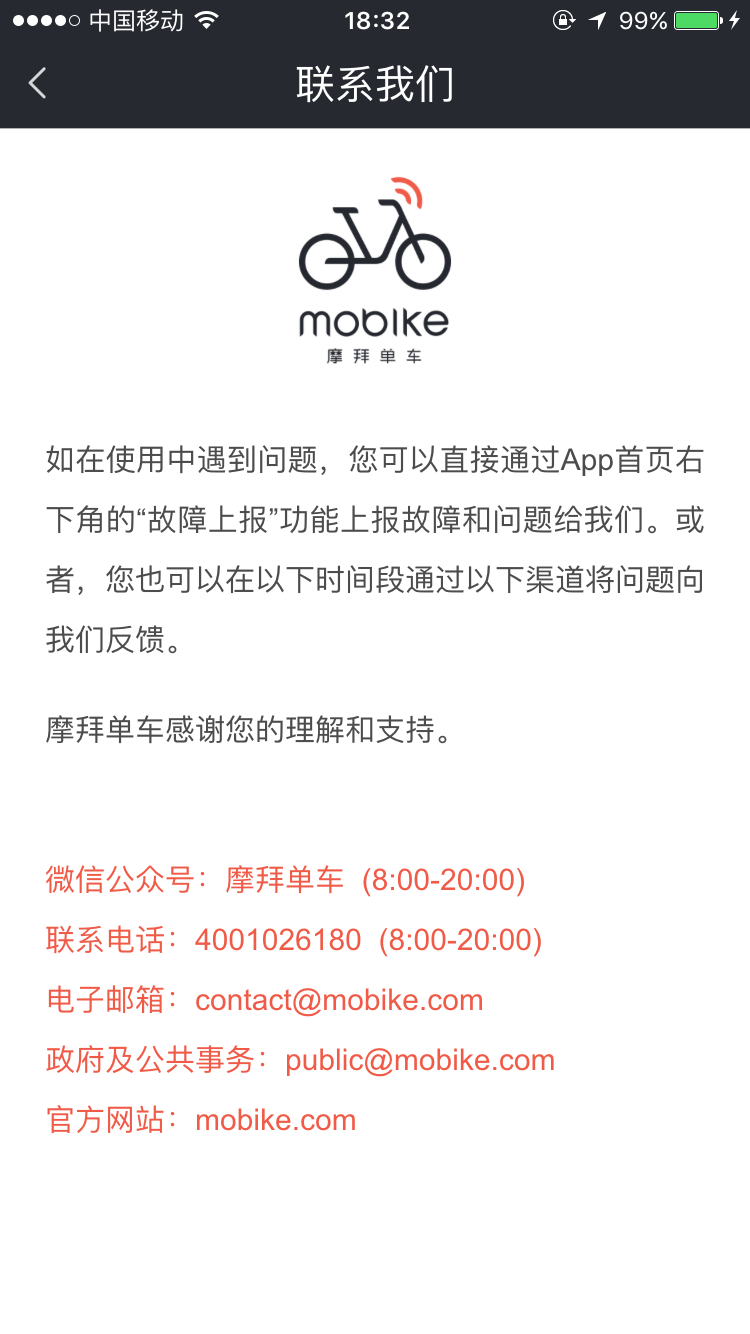 中国移动 18:32 99%
联系我们
mobike
摩拜单车
如在使用中遇到问题，您可以直接通过App首页右
下角的“故障上报”功能上报故障和问题给我们。或
者，您也可以在以下时间段通过以下渠道将问题向
我们反馈。
摩拜单车感谢您的理解和支持。
微信公众号：摩拜单车 (8:00-20:00)
联系电话：4001026180 (8:00-20:00)
电子邮箱：contact@mobike.com
政府及公共事务：public@mobike.com
官方网站：mobike.com